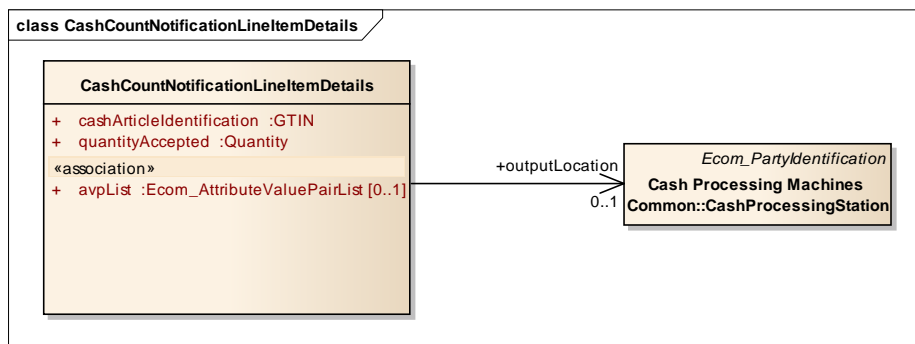 class CashCountNotificationLineItemDetails
CashCountNotificationLineItemDetails
+ cashArticleIdentification :GTIN
+ quantityAccepted :Quantity
«association»
+ avpList :Ecom_AttributeValuePairList [0..1]
+outputLocation
0..1
Ecom_PartyIdentification
Cash Processing Machines
Common::CashProcessingStation